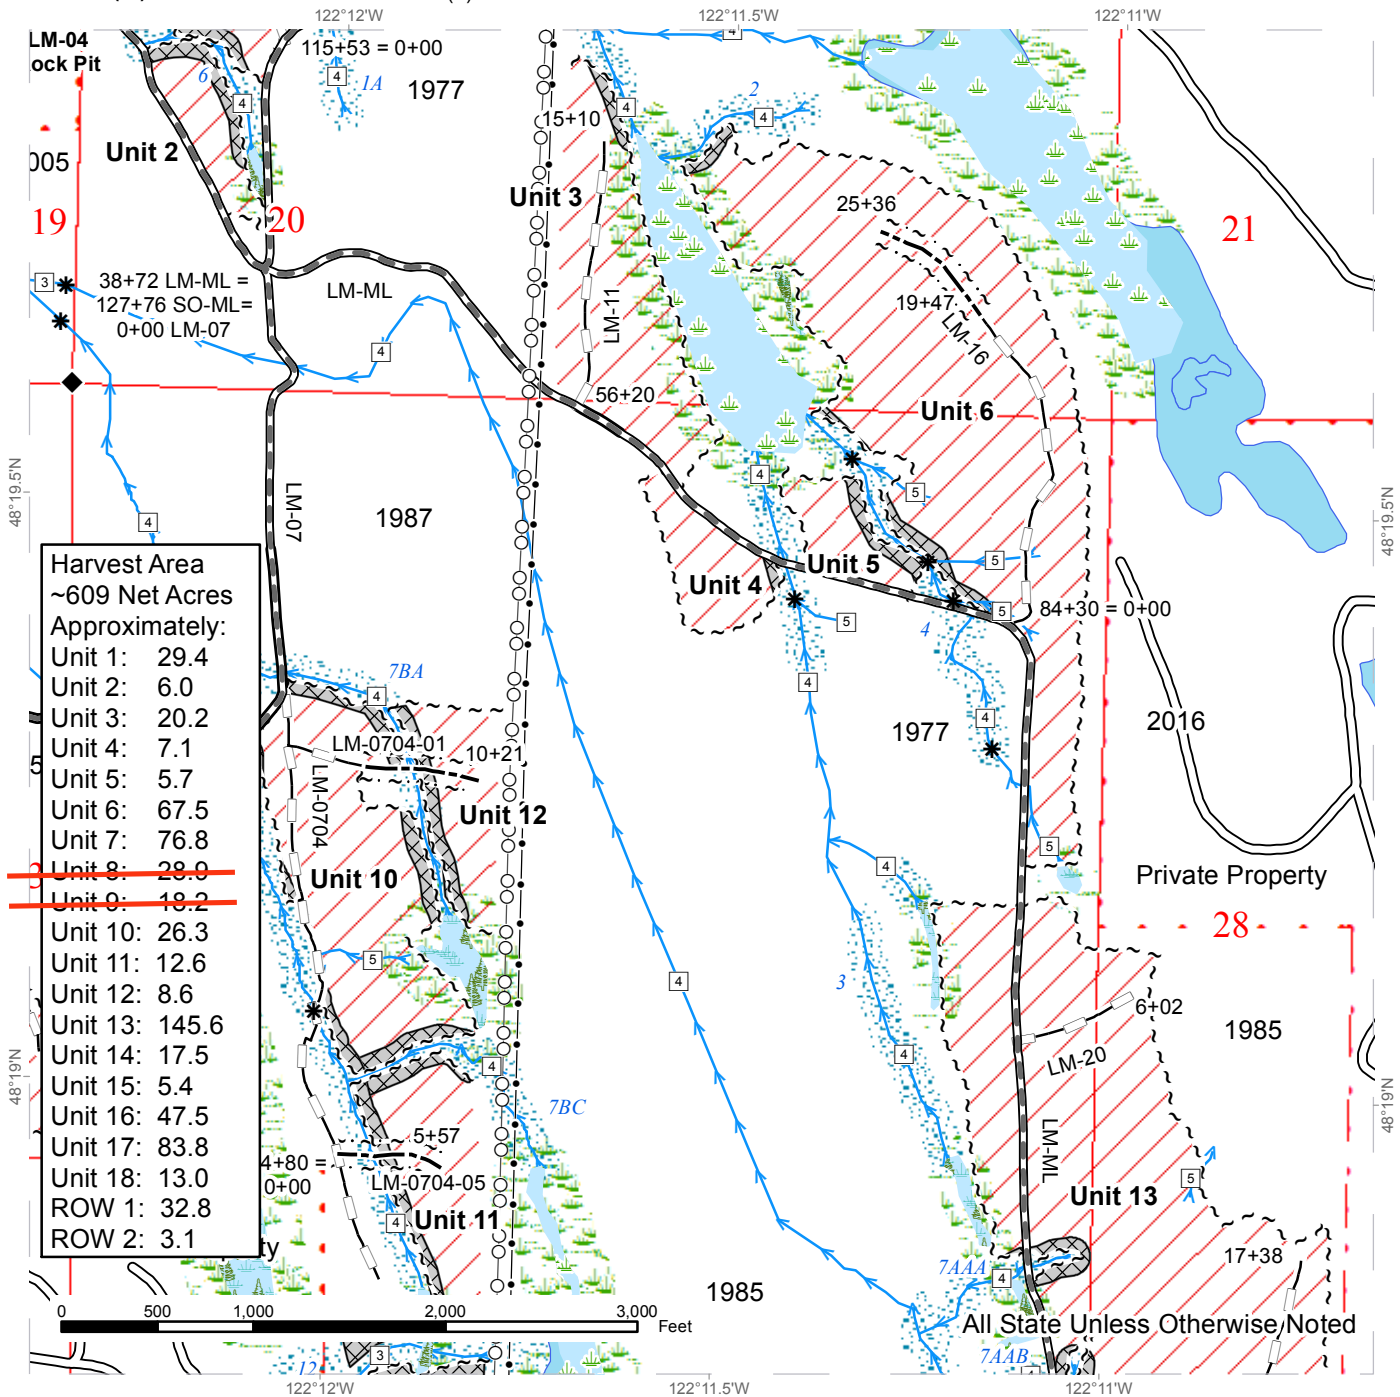 122°12'W
122°11.5'W
122°11'W
LM-04
ock Pit
115+53 = 0+00
6
4
1A
1977
2
4
15+10
Unit 2
005
Unit 3
25+36
19
20
21
3
38+72 LM-ML =
127+76 SO-ML=
0+00 LM-07
LM-ML
LM-11
19+47
LM-16
4
56+20
Unit 6
48°19.5'N
LM-07
1987
4
5
48°19.5'N
Harvest Area
~609 Net Acres
Approximately:
Unit 1: 29.4
Unit 2: 6.0
Unit 3: 20.2
Unit 4: 7.1
Unit 5: 5.7
Unit 6: 67.5
Unit 7: 76.8
Unit 8: 28.9
Unit 9: 18.2
Unit 10: 26.3
Unit 11: 12.6
Unit 12: 8.6
Unit 13: 145.6
Unit 14: 17.5
Unit 15: 5.4
Unit 16: 47.5
Unit 17: 83.8
Unit 18: 13.0
ROW 1: 32.8
ROW 2: 3.1
Unit 4
Unit 5
5
84+30 = 0+00
4
7BA
4
LM-0704-01
10+21
LM-0704
Unit 12
Unit 10
1977
2016
Private Property
28
5
4
3
6+02
1985
LM-20
48°19'N
48°19'N
7BC
5+57
4+80 =
0+00
LM-0704-05
Unit 11
LM-ML
Unit 13
5
17+38
7AAA
4
1985
ty
0 500 1,000 2,000 3,000
Feet
All State Unless Otherwise Noted
7AAB
12
3
122°12'W
122°11.5'W
122°11'W